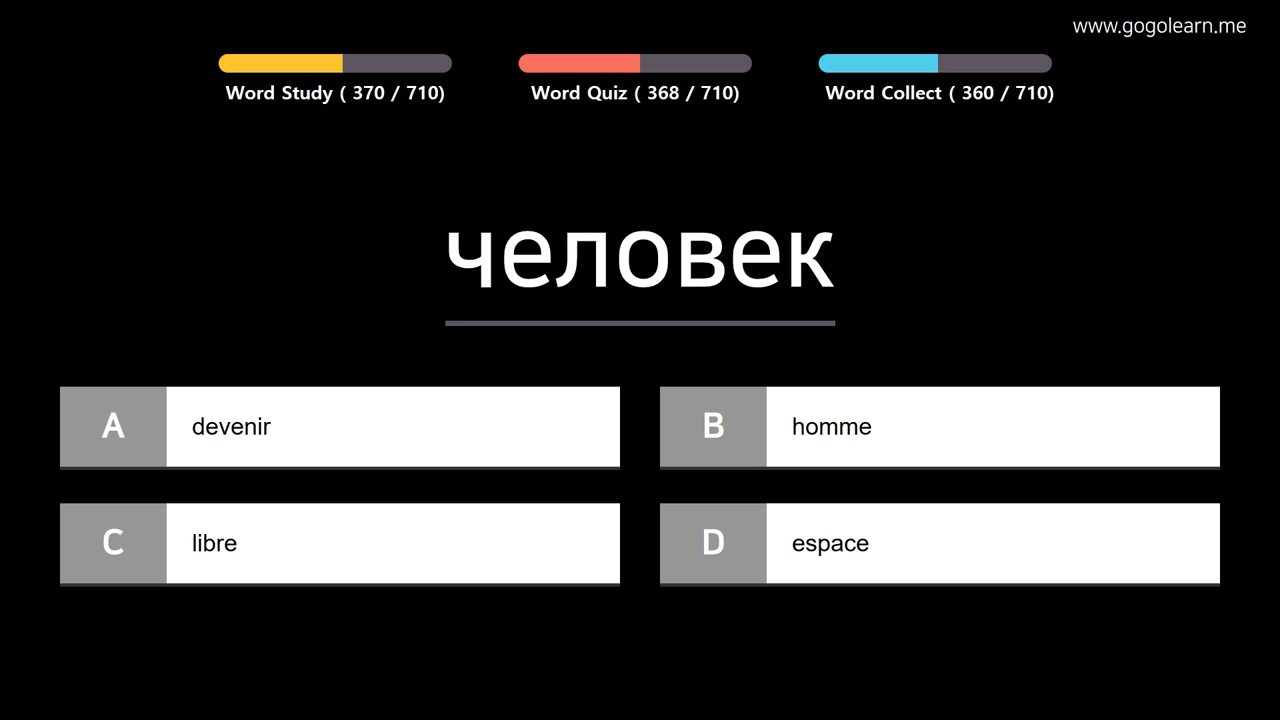 www.gogolearn.me
Word Study ( 370 / 710)
Word Quiz ( 368 / 710)
Word Collect ( 360 / 710)
человек
A
devenir
B
homme
C
libre
D
espace